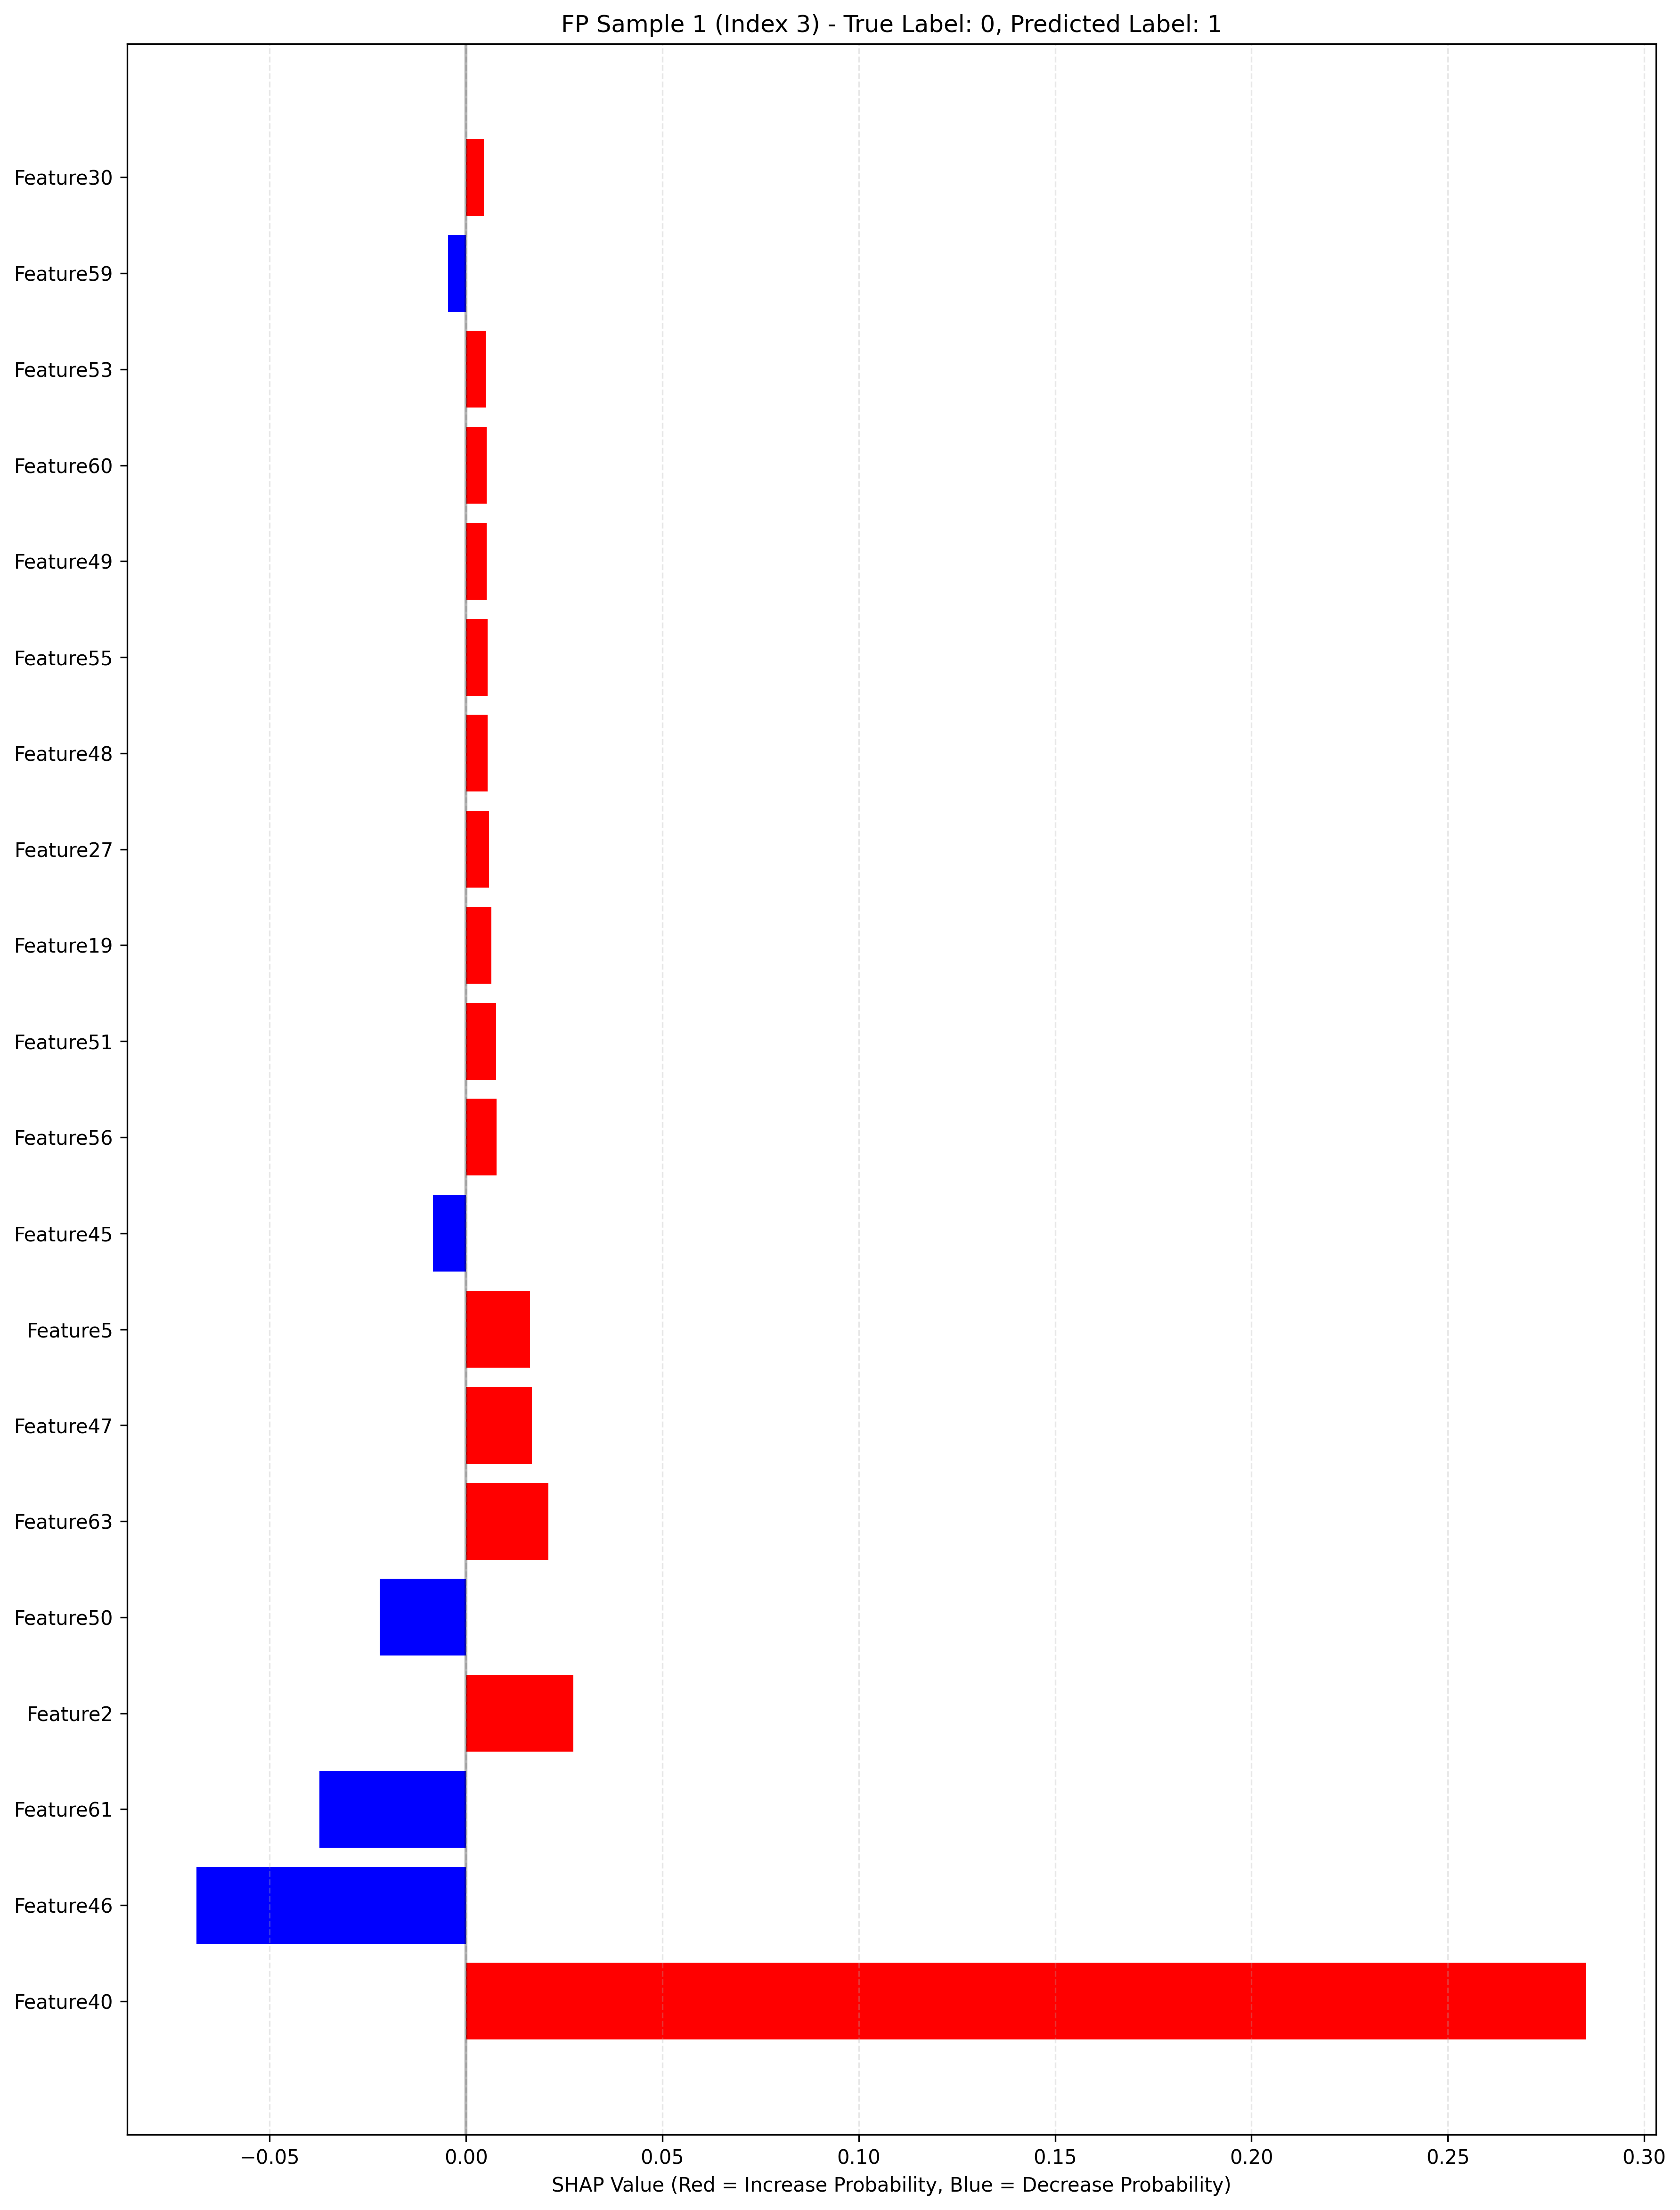 FP Sample 1 (Index 3) - True Label: 0, Predicted Label: 1
Feature30
Feature59
Feature53
Feature60
Feature49
Feature55
Feature48
Feature27
Feature19
Feature51
Feature56
Feature45
Feature5
Feature47
Feature63
Feature50
Feature2
Feature61
Feature46
Feature40
−0.05 0.00 0.05 0.10 0.15 0.20 0.25 0.30
SHAP Value (Red = Increase Probability, Blue = Decrease Probability)